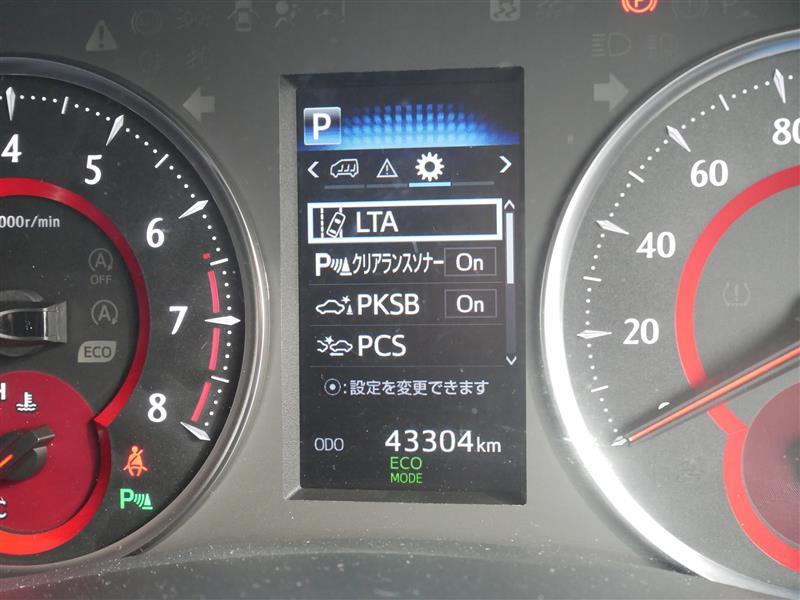 P
LTA
Pクリアランスソナー On
PKSB On
PCS
:設定を変更できます
ODO 43304km
ECO
MODE
4
5
6
7
8
000r/min
A
OFF
A
ECO
H
C
P
20
40
60
80
P